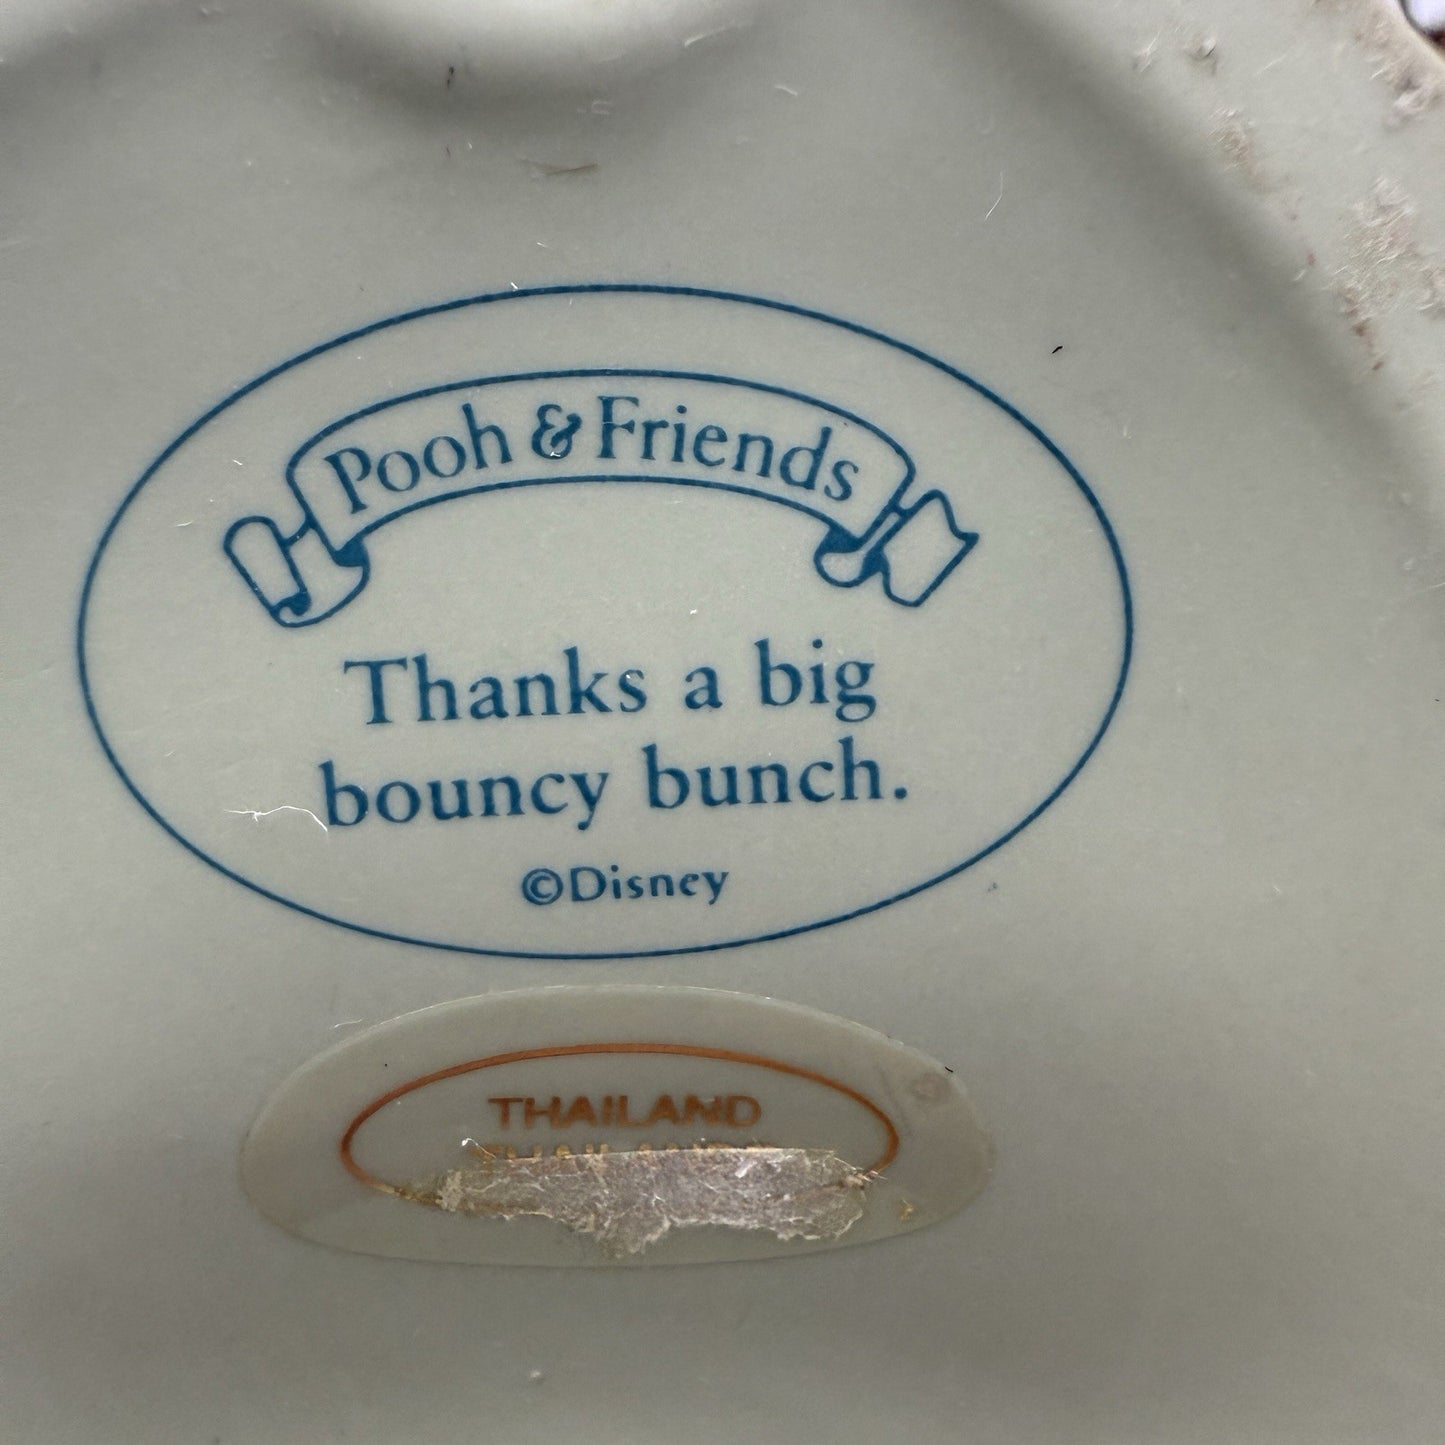 Pooh & Friends
Thanks a big
bouncy bunch.
©Disney
THAILAND